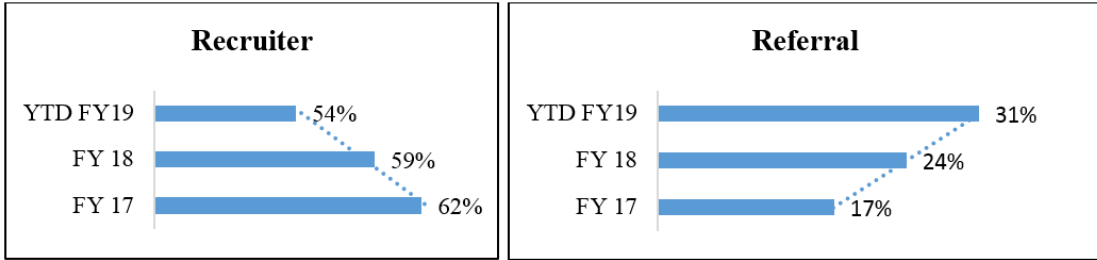 Recruiter
YTD FY19 54%
FY 18 59%
FY 17 62%
Referral
YTD FY19 31%
FY 18 24%
FY 17 17%